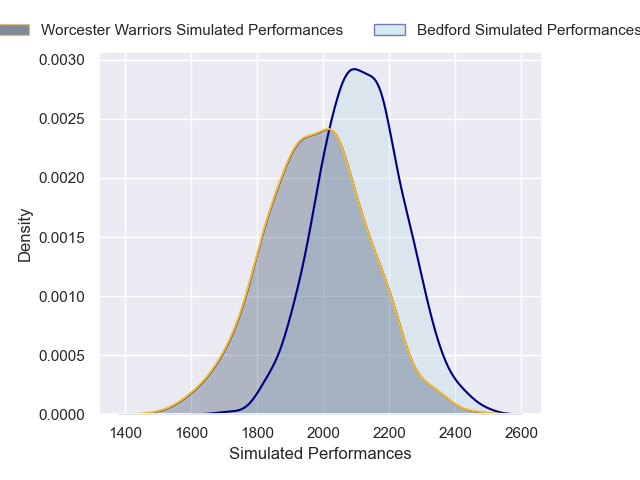 Worcester Warriors Simulated Performances
Bedford Simulated Performances
0.0030
0.0025
0.0020
0.0015
0.0010
0.0005
0.0000
Density
1400 1600 1800 2000 2200 2400 2600
Simulated Performances